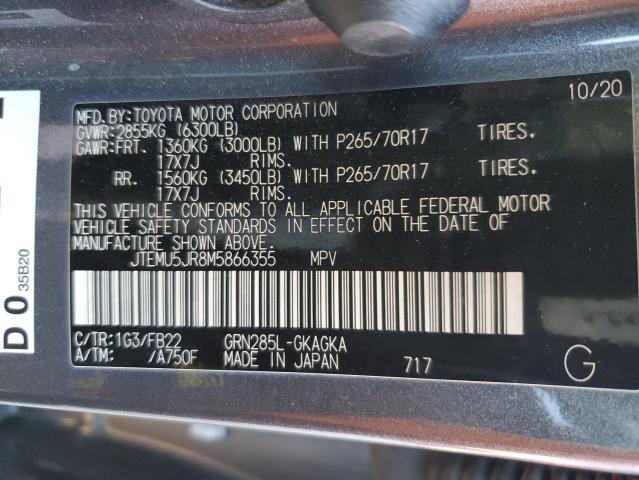 10/20
MFD.BY:TOYOTA MOTOR CORPORATION
GVWR:2855KG (6300LB)
GAWR:FRT. 1360KG (3000LB) WITH P265/70R17 TIRES.
17X7J RIMS.
RR. 1560KG (3450LB) WITH P265/70R17 TIRES.
17X7J RIMS.
THIS VEHICLE CONFORMS TO ALL APPLICABLE FEDERAL MOTOR
VEHICLE SAFETY STANDARDS IN EFFECT ON THE DATE OF
MANUFACTURE SHOWN ABOVE.
JTEMU5JR8M5866355 MPV
C/TR:1G3/FB22 GRN285L-GKAGKA
A/TM: /A750F MADE IN JAPAN 717 G
D 0
35B20